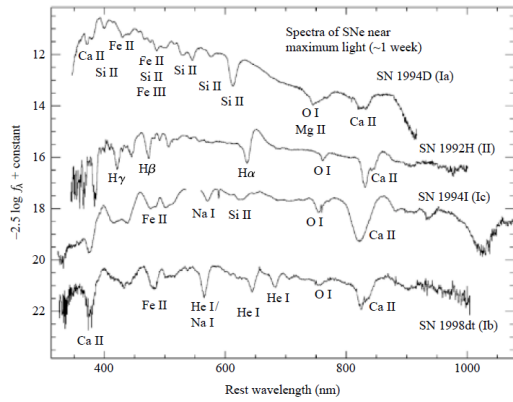 Spectra of SNe near
maximum light (~1 week)
Fe II
Ca II
Si II
Fe II
Si II
Fe III
Si II
Si II
Si II
O I
Mg II
Ca II
SN 1994D (Ia)
SN 1992H (II)
Hγ
Hβ
Hα
O I
Ca II
SN 1994I (Ic)
Fe II
Na I
Si II
O I
Ca II
Fe II
He I/
Na I
He I
He I
O I
Ca II
SN 1998dt (Ib)
Ca II
12
14
16
18
20
22
−2.5 log fλ + constant
400
600
800
1000
Rest wavelength (nm)